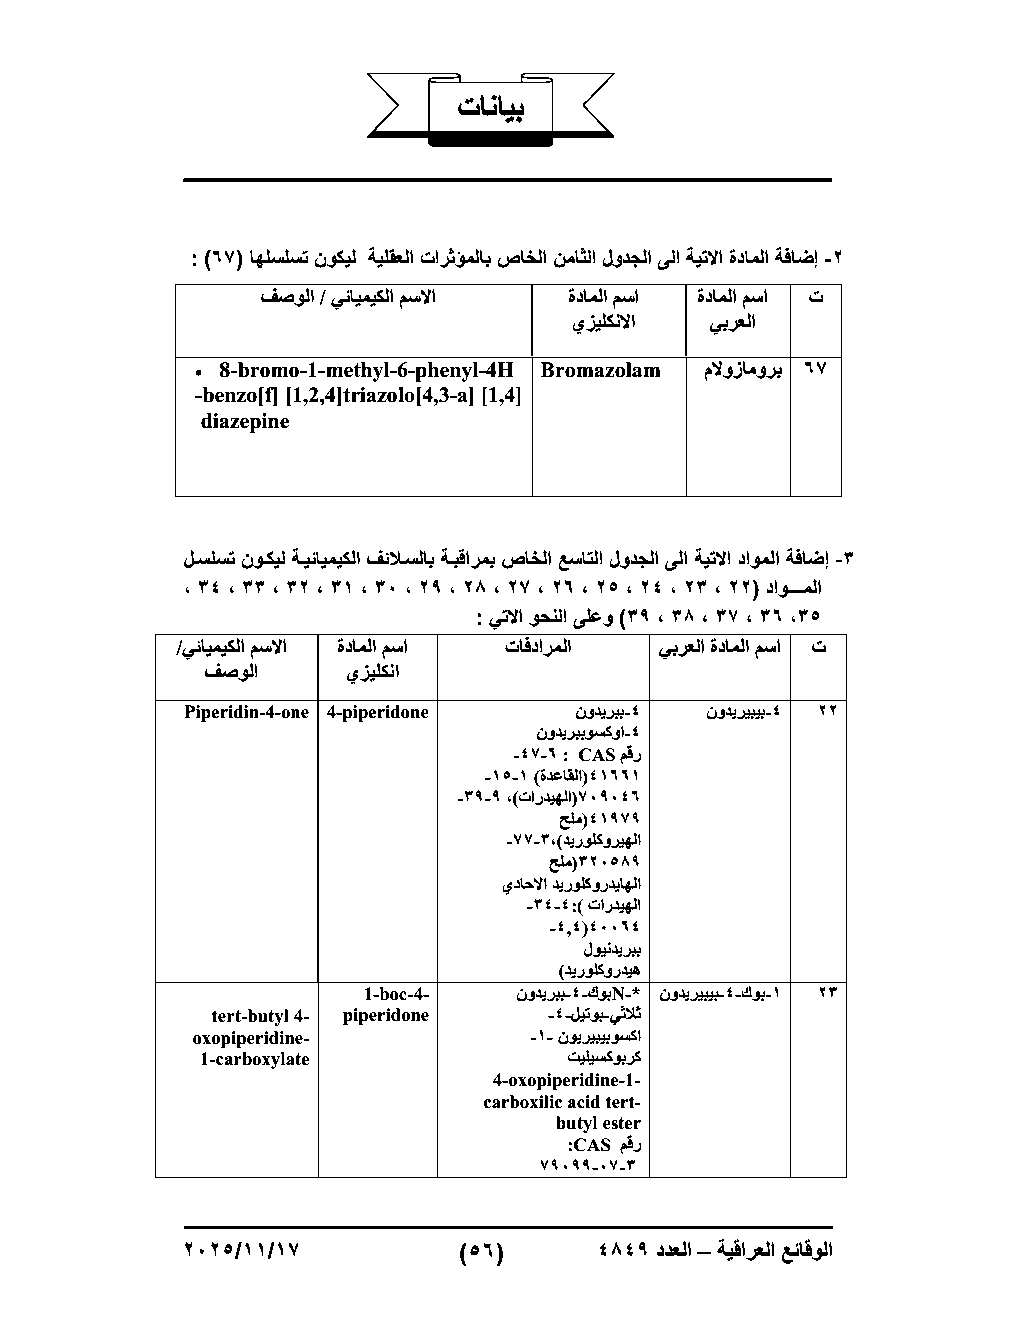 بيانات
٢- إضافة المادة الاتية الى الجدول الثامن الخاص بالمؤثرات العقلية ليكون تسلسلها (٦٧) :
ت
اسم المادة
العربي
اسم المادة
الانكليزي
الاسم الكيميائي / الوصف
٦٧
برومازولام
Bromazolam
• 8-bromo-1-methyl-6-phenyl-4H
-benzo[f] [1,2,4]triazolo[4,3-a] [1,4]
diazepine
٣- إضافة المواد الاتية الى الجدول التاسع الخاص بمراقبة بالسلائف الكيميائية ليكون تسلسل
المـــواد (٢٢ ، ٢٣ ، ٢٤ ، ٢٥ ، ٢٦ ، ٢٧ ، ٢٨ ، ٢٩ ، ٣٠ ، ٣١ ، ٣٢ ، ٣٣ ، ٣٤ ،
٣٥، ٣٦ ، ٣٧ ، ٣٨ ، ٣٩) وعلى النحو الاتي :
ت
اسم المادة العربي
المرادفات
اسم المادة
انكليزي
الاسم الكيميائي/
الوصف
٢٢
٤-بيبيريدون
٤-ببريدون
٤-اوكسوببريدون
رقم CAS : ٦-٤٧-
٤١٦٦١(القاعدة) ١-١٥-
٧٠٩٠٤٦(الهيدرات)، ٩-٣٩-
٤١٩٧٩(ملح
الهيروكلوريد)،٣-٧٧-
٣٢٠٥٨٩(ملح
الهايدروكلوريد الاحادي
الهيدرات ): ٤-٣٤-
٤٠٠٦٤(٤,٤-
ببريدنيول
هيدروكلوريد)
4-piperidone
Piperidin-4-one
٢٣
١-بوك-٤-بيبيريدون
*-Nبوك-٤-ببريدون
ثلاثي-بوتيل-٤-
اكسوبيبيريون -١-
كربوكسيليت
4-oxopiperidine-1-
carboxilic acid tert-
butyl ester
رقم CAS:
٣-٠٧-٧٩٠٩٩
1-boc-4-
piperidone
tert-butyl 4-
oxopiperidine-
1-carboxylate
الوقائع العراقية – العدد ٤٨٤٩
(٥٦)
٢٠٢٥/١١/١٧